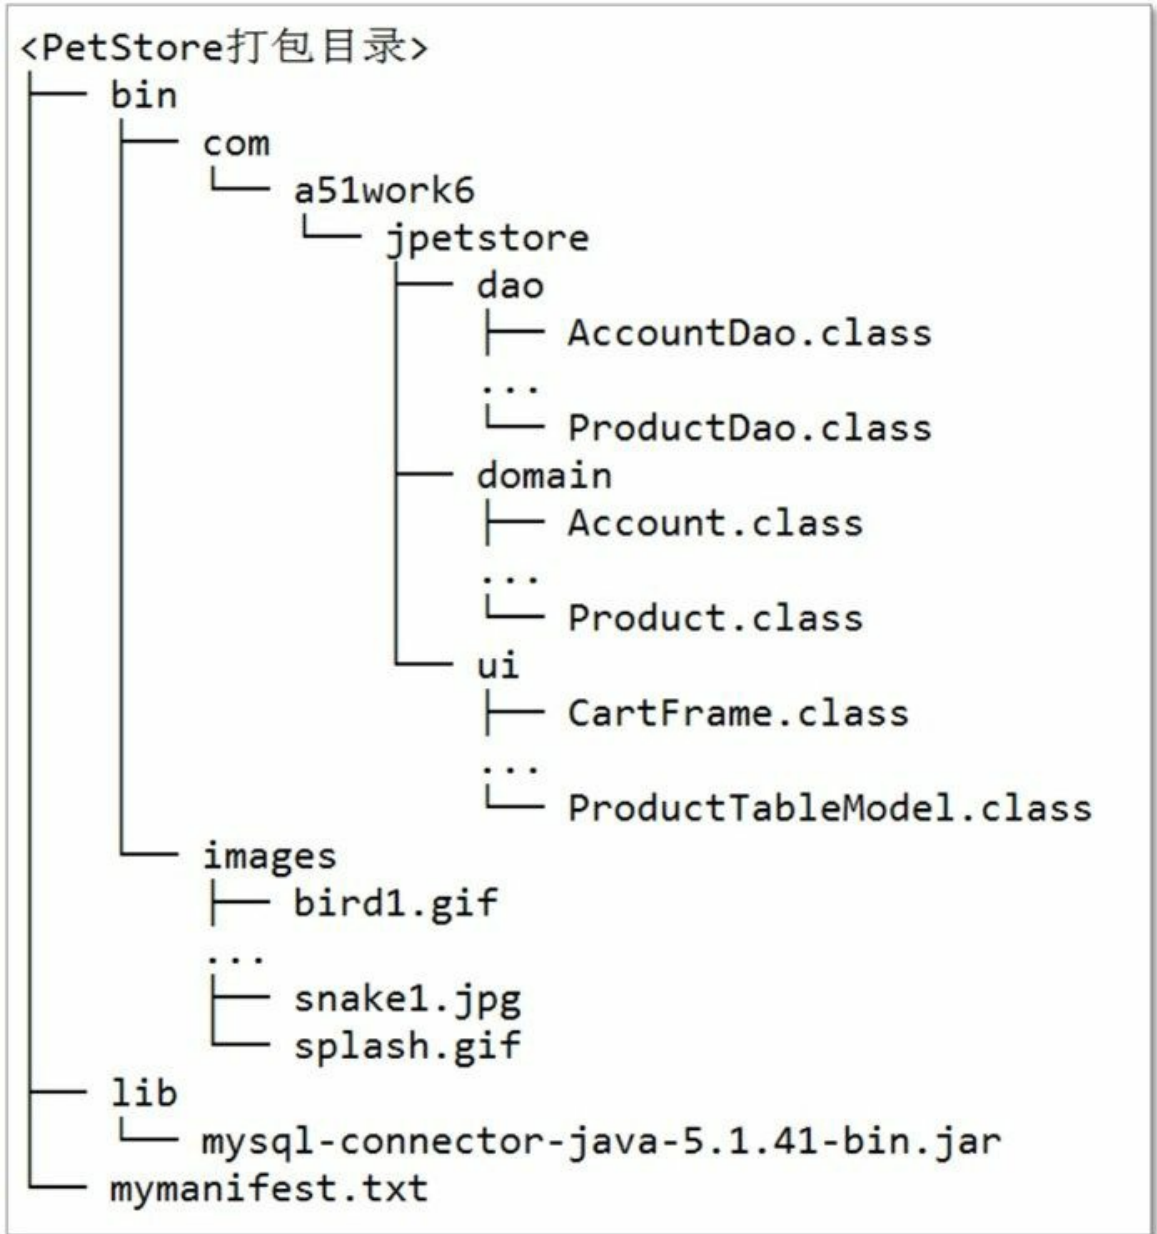 <PetStore打包目录>
bin
com
a51work6
jpetstore
dao
AccountDao.class
...
ProductDao.class
domain
Account.class
...
Product.class
ui
CartFrame.class
...
ProductTableModel.class
images
bird1.gif
...
snake1.jpg
splash.gif
lib
mysql-connector-java-5.1.41-bin.jar
mymanifest.txt